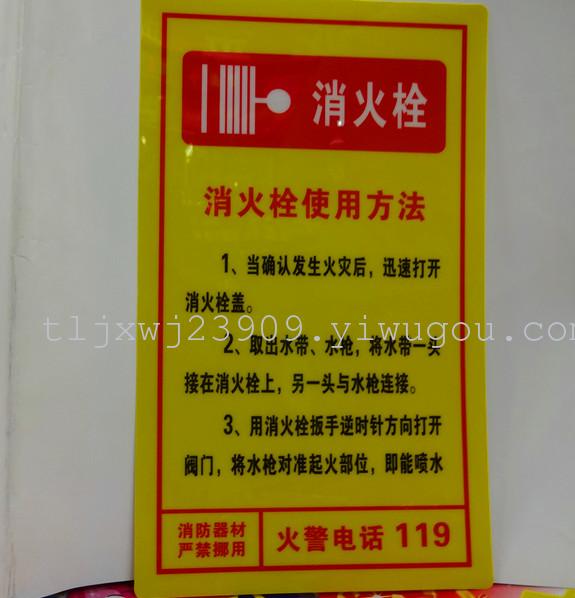 消火栓
消火栓使用方法
1、当确认发生火灾后，迅速打开
消火栓盖。
tljxwj23909.yiwugou.com
2、取出水带、水枪，将水带一头
接在消火栓上，另一头与水枪连接。
3、用消火栓扳手逆时针方向打开
阀门，将水枪对准起火部位，即能喷水
消防器材
严禁挪用
火警电话 119